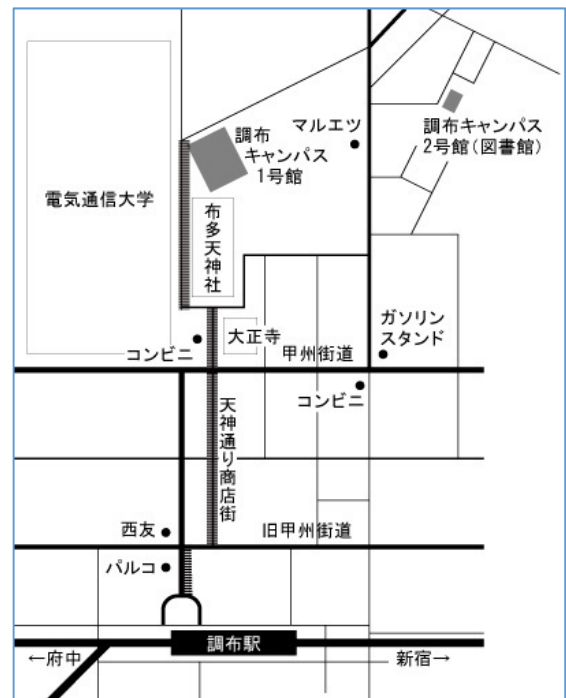 調布
キャンパス
1号館
マルエツ
調布キャンパス
2号館(図書館)
電気通信大学
布多天神社
大正寺
ガソリン
スタンド
コンビニ
甲州街道
コンビニ
天神通り商店街
西友
旧甲州街道
パルコ
調布駅
←府中
新宿→